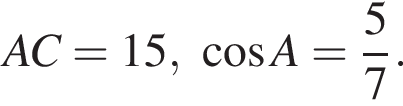 AC = 15, cos A = 5/7.